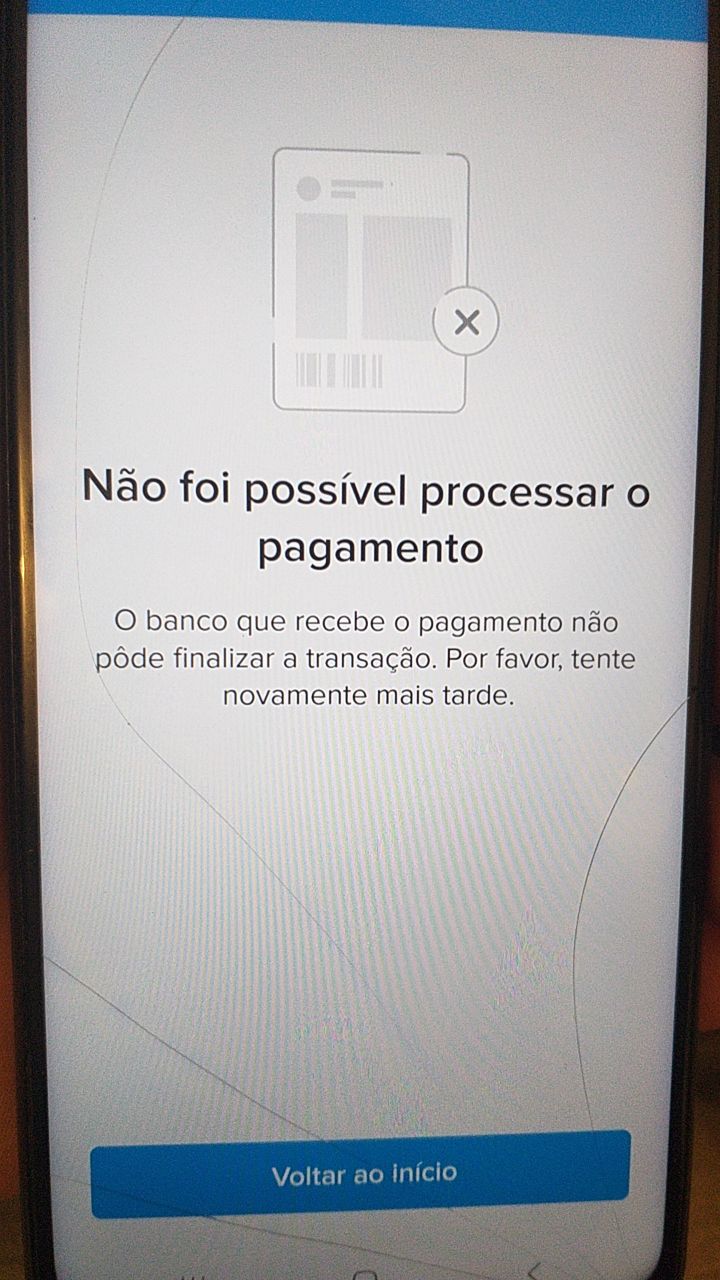 Não foi possível processar o
pagamento
O banco que recebe o pagamento não
pôde finalizar a transação. Por favor, tente
novamente mais tarde.
Voltar ao início